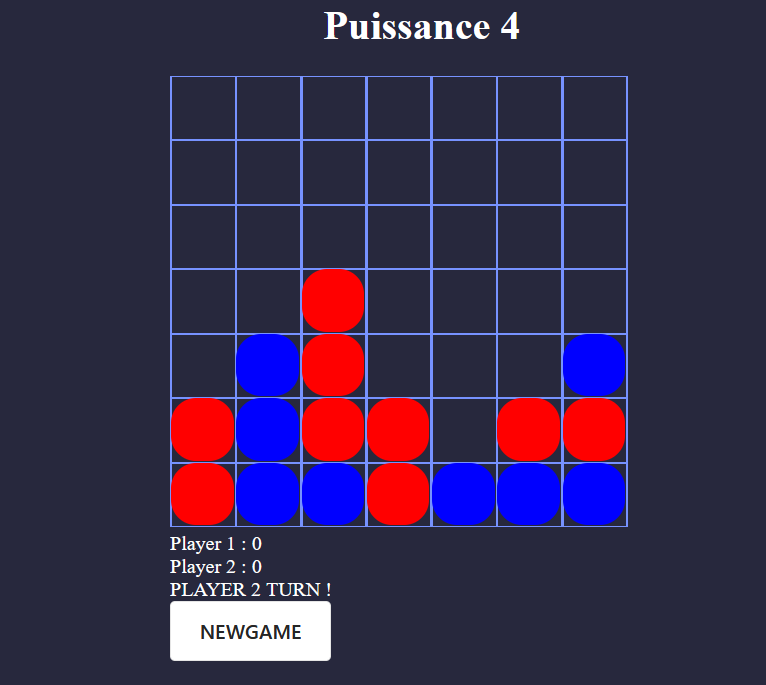 Puissance 4
Player 1 : 0
Player 2 : 0
PLAYER 2 TURN !
NEWGAME